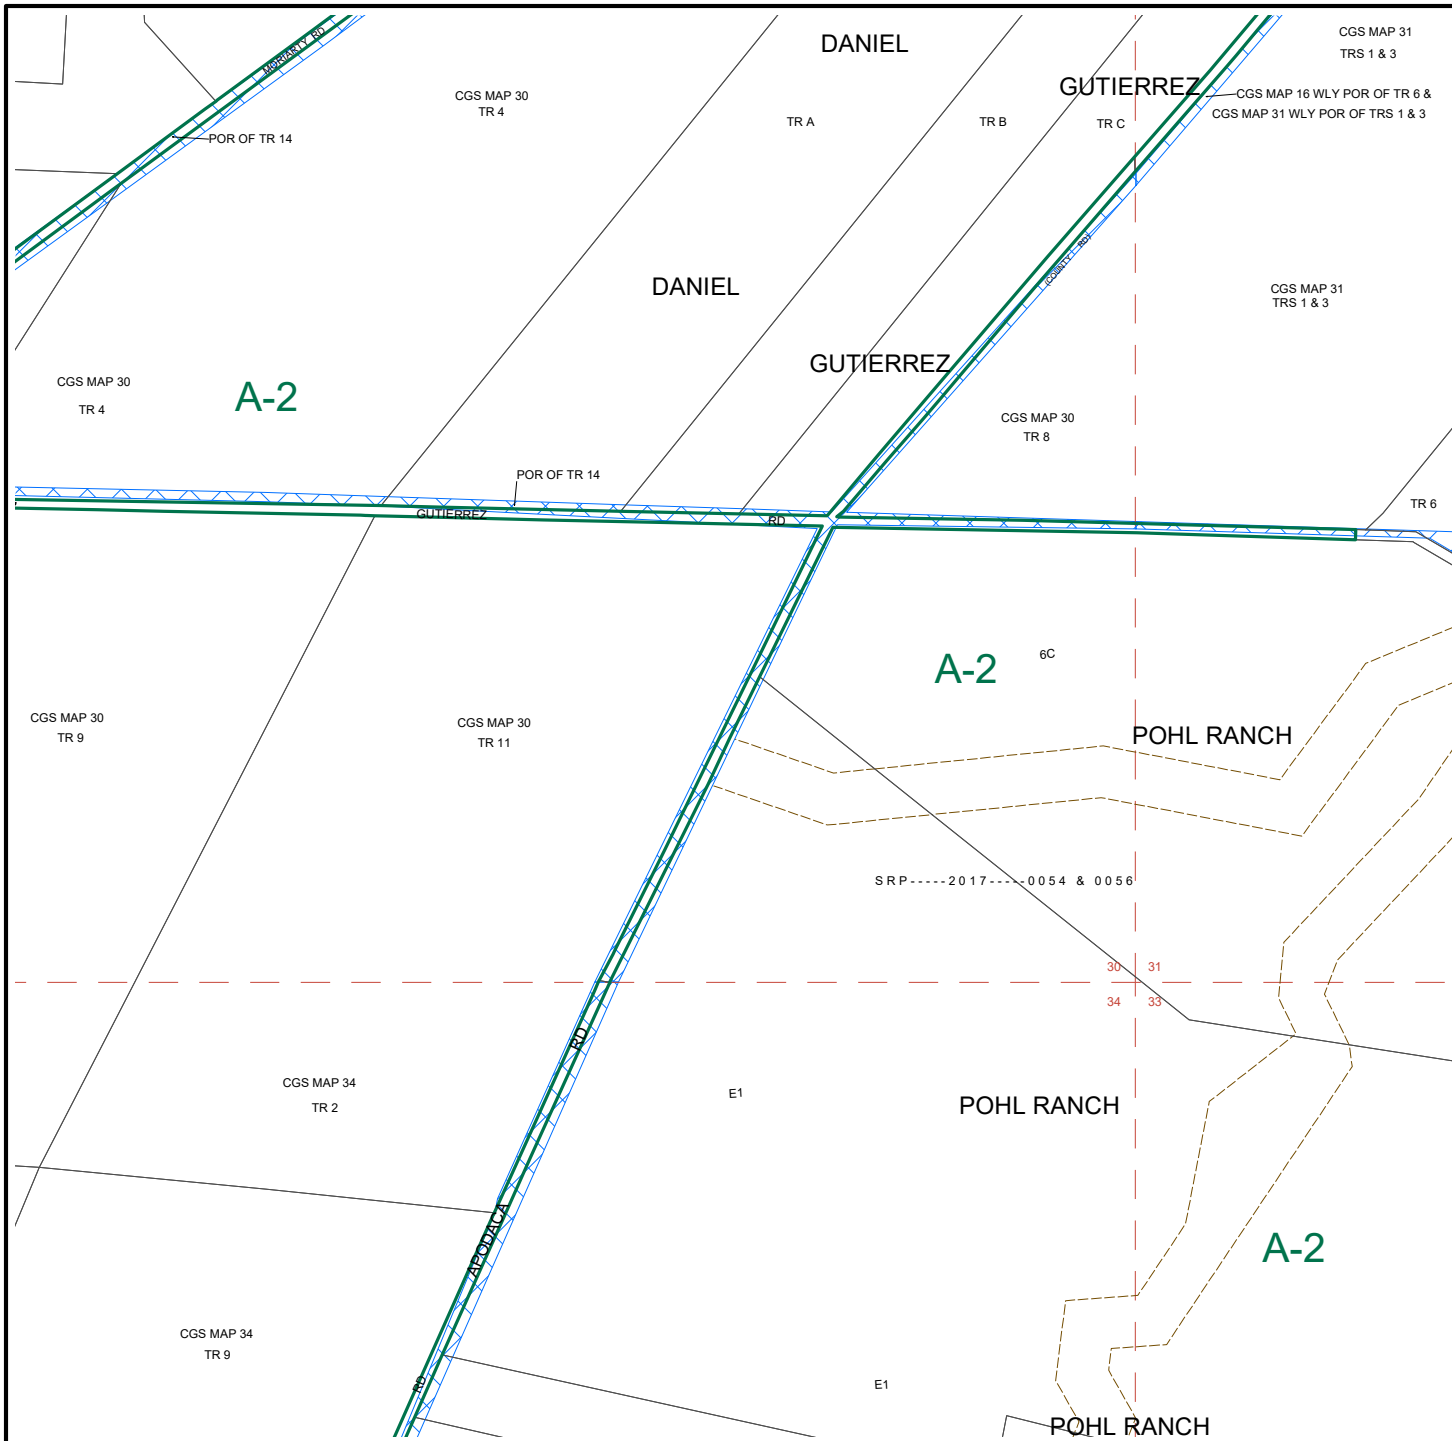 MORIARTY RD
DANIEL
CGS MAP 31
TRS 1 & 3
GUTIERREZ
CGS MAP 16 WLY POR OF TR 6 &
CGS MAP 31 WLY POR OF TRS 1 & 3
CGS MAP 30
TR 4
TR A
TR B
TR C
POR OF TR 14
(COUNTY RD)
DANIEL
CGS MAP 31
TRS 1 & 3
GUTIERREZ
CGS MAP 30
TR 4
A-2
CGS MAP 30
TR 8
POR OF TR 14
TR 6
GUTIERREZ RD
6C
A-2
CGS MAP 30
TR 9
CGS MAP 30
TR 11
POHL RANCH
SRP-----2017-----0054 & 0056
30 31
34 33
RD
CGS MAP 34
TR 2
E1
POHL RANCH
APODACA
A-2
CGS MAP 34
TR 9
RD
E1
POHL RANCH